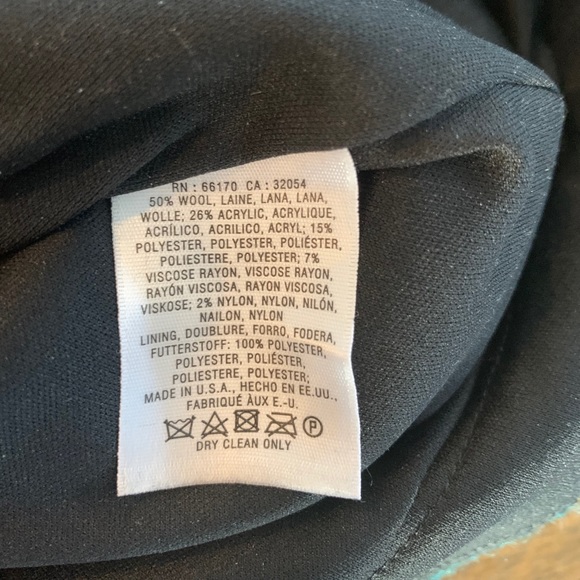 RN : 66170 CA : 32054
50% WOOL, LAINE, LANA, LANA,
WOLLE; 26% ACRYLIC, ACRYLIQUE,
ACRÍLICO, ACRILICO, ACRYL; 15%
POLYESTER, POLYESTER, POLIÉSTER,
POLIESTERE, POLYESTER; 7%
VISCOSE RAYON, VISCOSE RAYON,
RAYÓN VISCOSA, RAYON VISCOSA,
VISKOSE; 2% NYLON, NYLON, NILÓN,
NAILON, NYLON
LINING, DOUBLURE, FORRO, FODERA,
FUTTERSTOFF: 100% POLYESTER,
POLYESTER, POLIÉSTER,
POLIESTERE, POLYESTER;
MADE IN U.S.A., HECHO EN EE.UU.,
FABRIQUÉ ÀUX E.-U.
P
DRY CLEAN ONLY